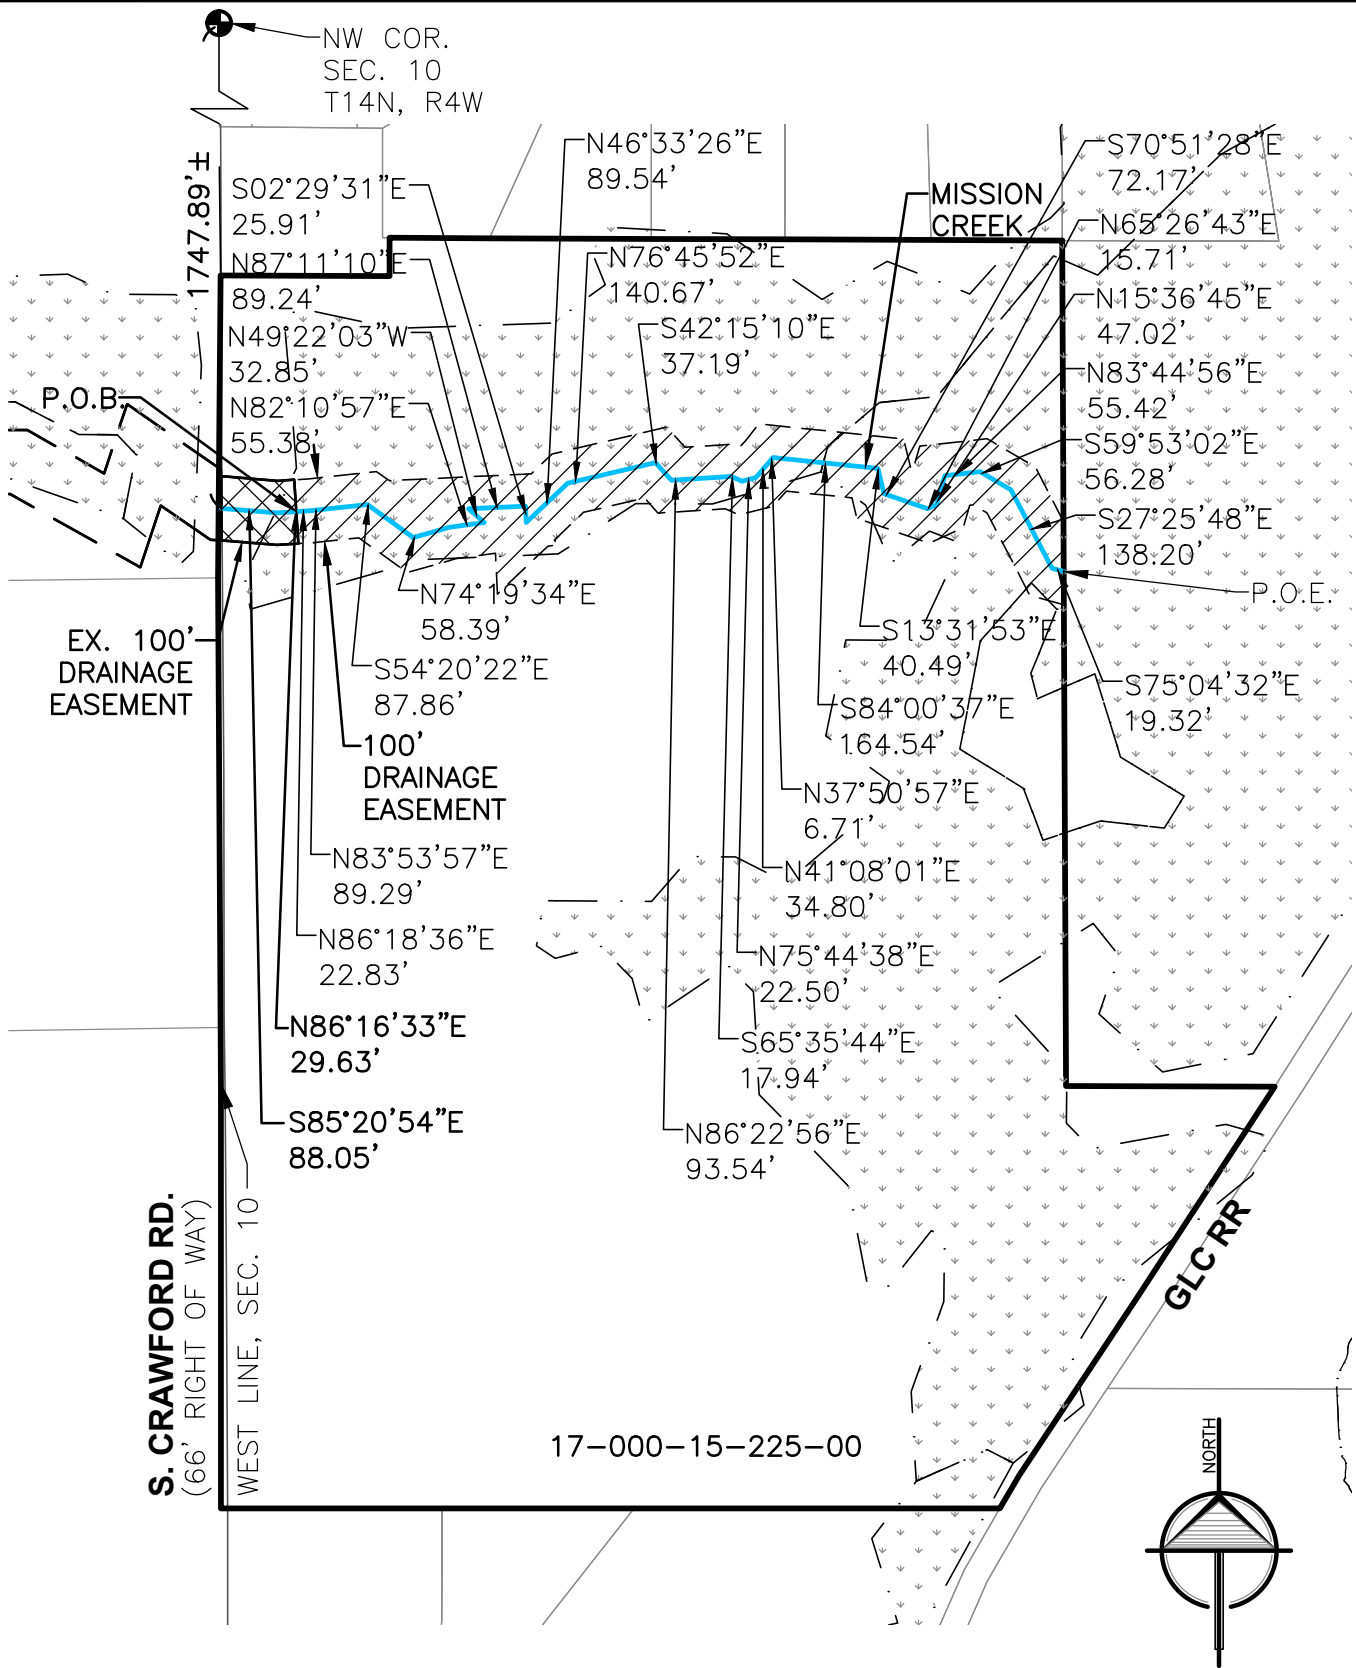 NW COR.
SEC. 10
T14N, R4W
1747.89'±
S02°29'31"E
25.91'
N87°11'10"E
89.24'
N49°22'03"W
32.85'
N82°10'57"E
55.38'
P.O.B.
N46°33'26"E
89.54'
N76°45'52"E
140.67'
S42°15'10"E
37.19'
MISSION
CREEK
S70°51'28"E
72.17'
N65°26'43"E
15.71'
N15°36'45"E
47.02'
N83°44'56"E
55.42'
S59°53'02"E
56.28'
S27°25'48"E
138.20'
P.O.E.
S75°04'32"E
19.32'
EX. 100'
DRAINAGE
EASEMENT
N74°19'34"E
58.39'
S54°20'22"E
87.86'
100'
DRAINAGE
EASEMENT
S13°31'53"E
40.49'
S84°00'37"E
164.54'
N37°50'57"E
6.71'
N41°08'01"E
34.80'
N75°44'38"E
22.50'
S65°35'44"E
17.94'
N86°22'56"E
93.54'
N83°53'57"E
89.29'
N86°18'36"E
22.83'
N86°16'33"E
29.63'
S85°20'54"E
88.05'
S. CRAWFORD RD.
(66' RIGHT OF WAY)
WEST LINE, SEC. 10
GLC RR
17-000-15-225-00
NORTH